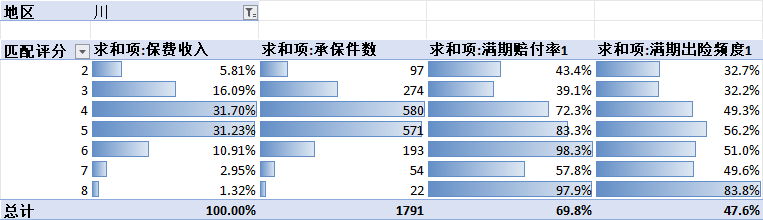 地区 川
匹配评分 求和项:保费收入 求和项:承保件数 求和项:满期赔付率1 求和项:满期出险频度1
2 5.81% 97 43.4% 32.7%
3 16.09% 274 39.1% 32.2%
4 31.70% 580 72.3% 49.3%
5 31.23% 571 83.3% 56.2%
6 10.91% 193 98.3% 51.0%
7 2.95% 54 57.8% 49.6%
8 1.32% 22 97.9% 83.8%
总计 100.00% 1791 69.8% 47.6%